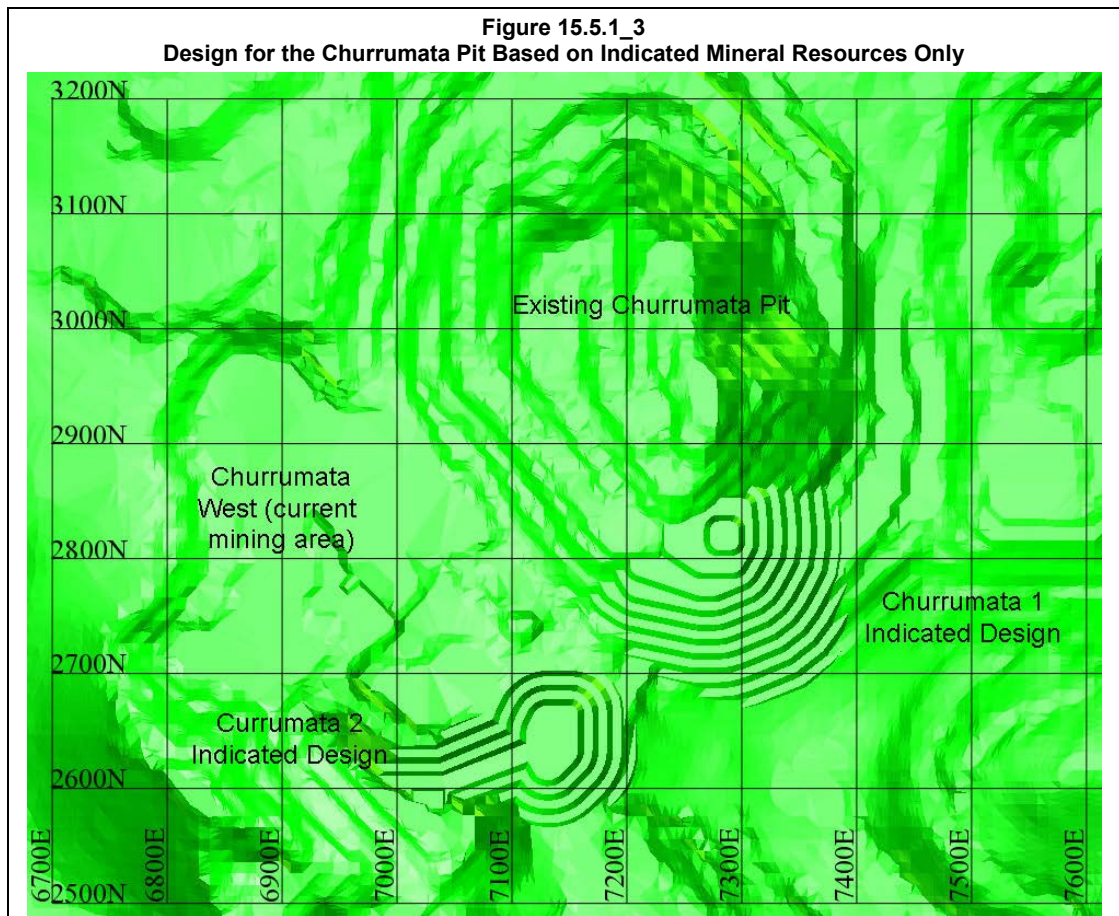 Figure 15.5.1_3
Design for the Churrumata Pit Based on Indicated Mineral Resources Only
3200N
3100N
Existing Churrumata Pit
3000N
2900N
Churrumata
West (current
mining area)
2800N
Churrumata 1
Indicated Design
2700N
Currumata 2
Indicated Design
2600N
6700E
6800E
6900E
7000E
7100E
7200E
7300E
7400E
7500E
7600E
2500N